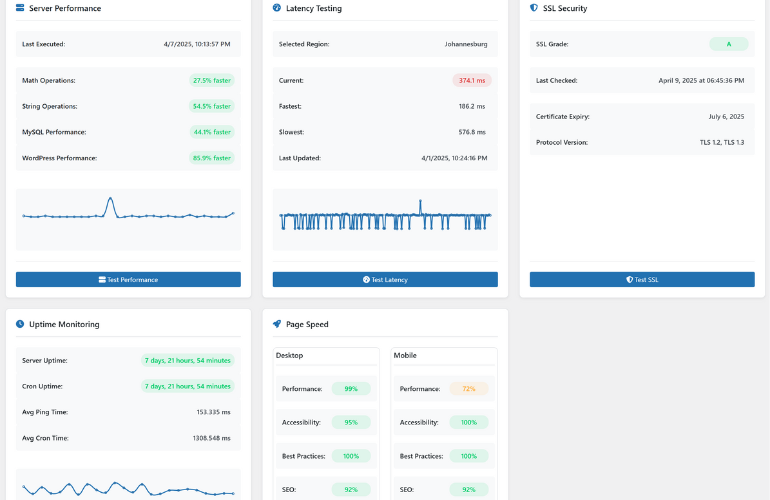 Server Performance
Last Executed: 4/7/2025, 10:13:57 PM
Math Operations: 27.5% faster
String Operations: 54.5% faster
MySQL Performance: 44.1% faster
WordPress Performance: 85.9% faster
Test Performance
Latency Testing
Selected Region: Johannesburg
Current: 374.1 ms
Fastest: 186.2 ms
Slowest: 576.8 ms
Last Updated: 4/1/2025, 10:24:16 PM
Test Latency
SSL Security
SSL Grade: A
Last Checked: April 9, 2025 at 06:45:36 PM
Certificate Expiry: July 6, 2025
Protocol Version: TLS 1.2, TLS 1.3
Test SSL
Uptime Monitoring
Server Uptime: 7 days, 21 hours, 54 minutes
Cron Uptime: 7 days, 21 hours, 54 minutes
Avg Ping Time: 153.335 ms
Avg Cron Time: 1308.548 ms
Page Speed
Desktop
Performance: 99%
Accessibility: 95%
Best Practices: 100%
SEO: 92%
Mobile
Performance: 72%
Accessibility: 100%
Best Practices: 100%
SEO: 92%